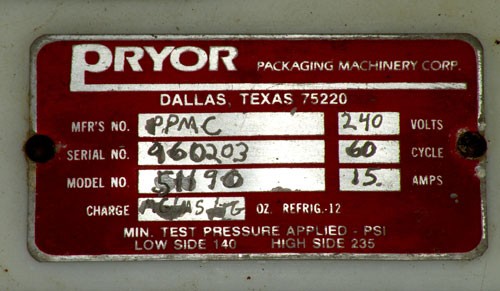 PRYOR PACKAGING MACHINERY CORP.
DALLAS, TEXAS 75220
MFR'S NO. PPMC 240 VOLTS
SERIAL NO. 960203 60 CYCLE
MODEL NO. 15. AMPS
CHARGE OZ. REFRIG.-12
MIN. TEST PRESSURE APPLIED - PSI
LOW SIDE 140 HIGH SIDE 235